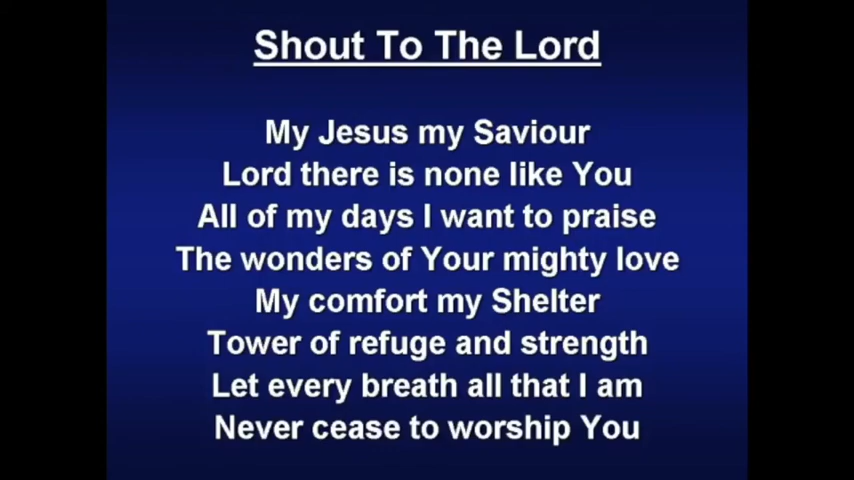 Shout To The Lord
My Jesus my Saviour
Lord there is none like You
All of my days I want to praise
The wonders of Your mighty love
My comfort my Shelter
Tower of refuge and strength
Let every breath all that I am
Never cease to worship You